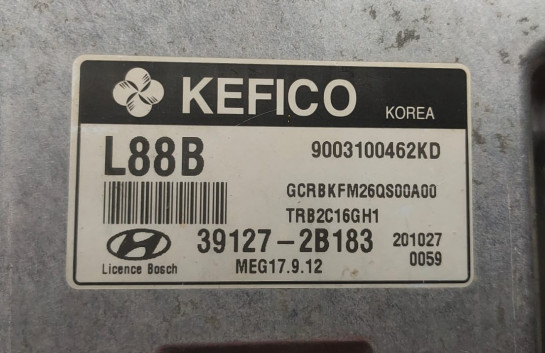 KEFICO KOREA
L88B 9003100462KD
GCRBKFM26QS00A00
TRB2C16GH1
39127-2B183 201027
Licence Bosch MEG17.9.12 0059